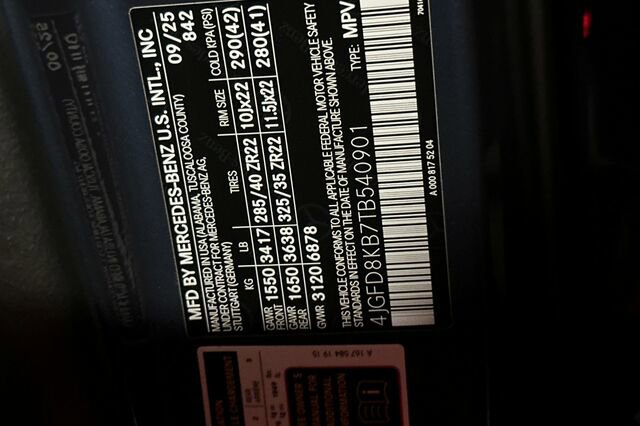 MFD BY MERCEDES-BENZ U.S. INTL., INC
MANUFACTURED IN USA (ALABAMA, TUSCALOOSA COUNTY) 09/25
UNDER CONTRACT FOR MERCEDES-BENZ AG, 842
STUTTGART (GERMANY)
KG LB TIRES RIM SIZE COLD KPA (PSI)
GAWR FRONT 1550 3417 285/40 ZR22 10Jx22 290(42)
GAWR REAR 1650 3638 325/35 ZR22 11.5Jx22 280(41)
GVWR 3120/6878
THIS VEHICLE CONFORMS TO ALL APPLICABLE FEDERAL MOTOR VEHICLE SAFETY
STANDARDS IN EFFECT ON THE DATE OF MANUFACTURE SHOWN ABOVE.
4JGFD8KB7TB540901 TYPE: MPV
A 000 817 52 04
A 167 584 19 15